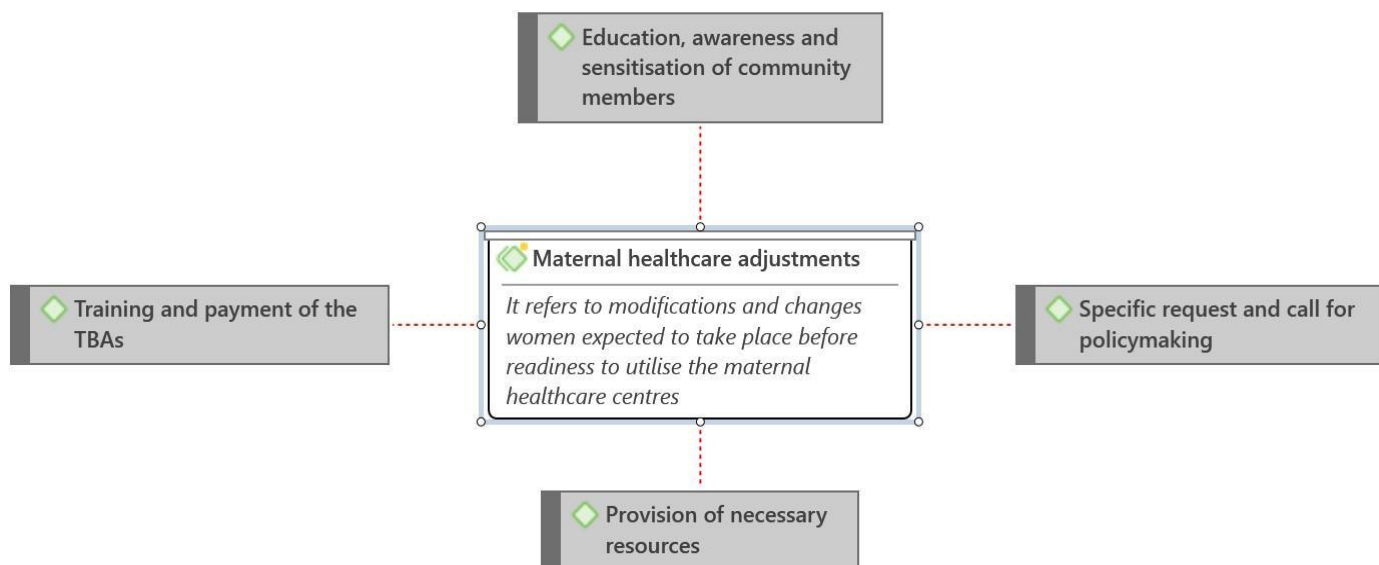 Education, awareness and
sensitisation of community
members
Maternal healthcare adjustments
It refers to modifications and changes
women expected to take place before
readiness to utilise the maternal
healthcare centres
Training and payment of the
TBAs
Specific request and call for
policymaking
Provision of necessary
resources